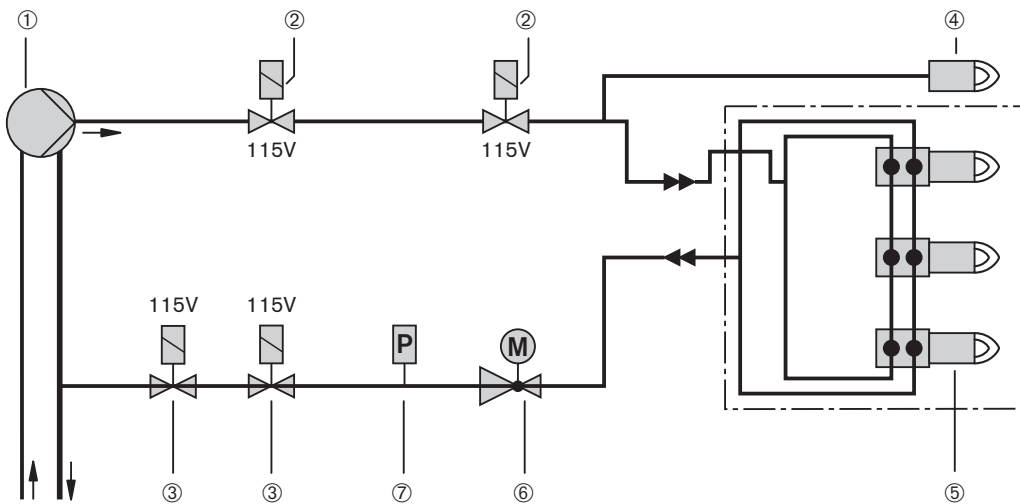 ① ② ② ④
115V 115V
115V 115V
P M
③ ③ ⑦ ⑥ ⑤